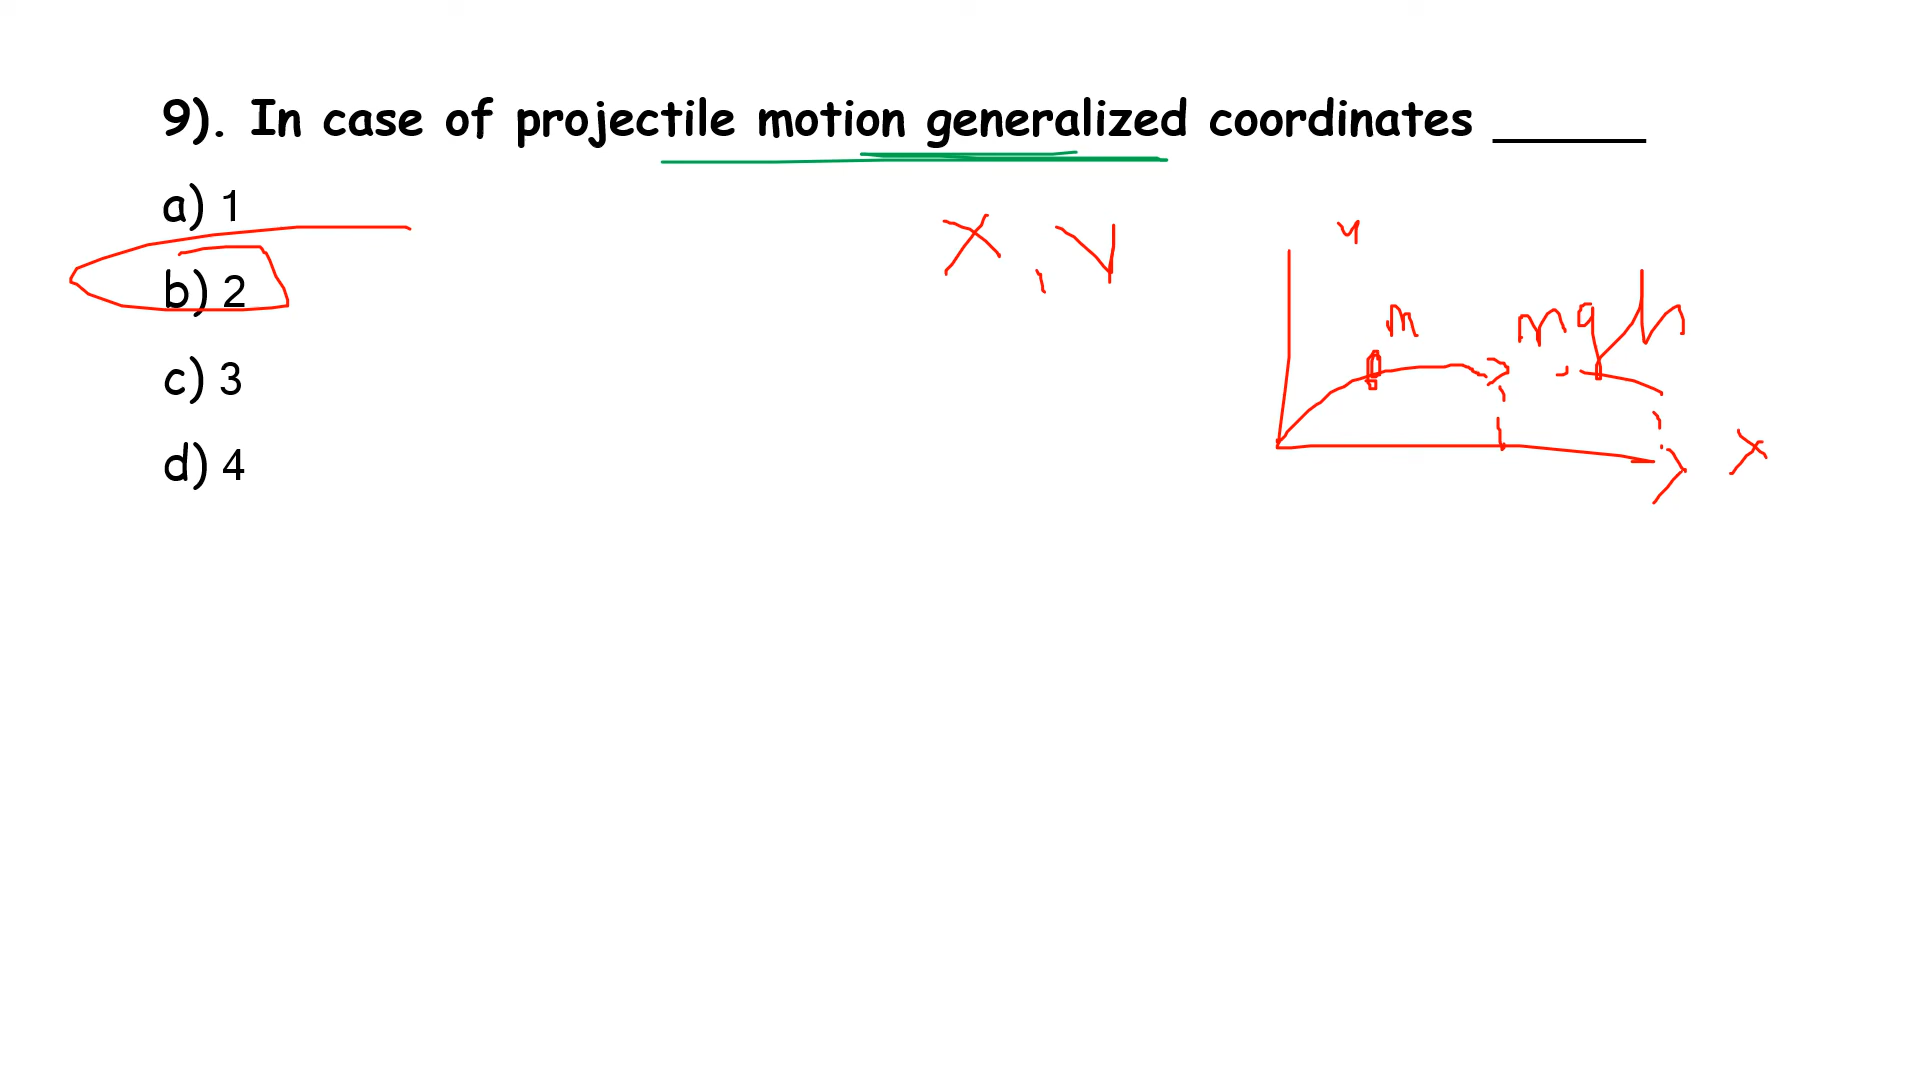 9). In case of projectile motion generalized coordinates ______
a) 1
b) 2
c) 3
d) 4
x, y
y
m
mgh
x